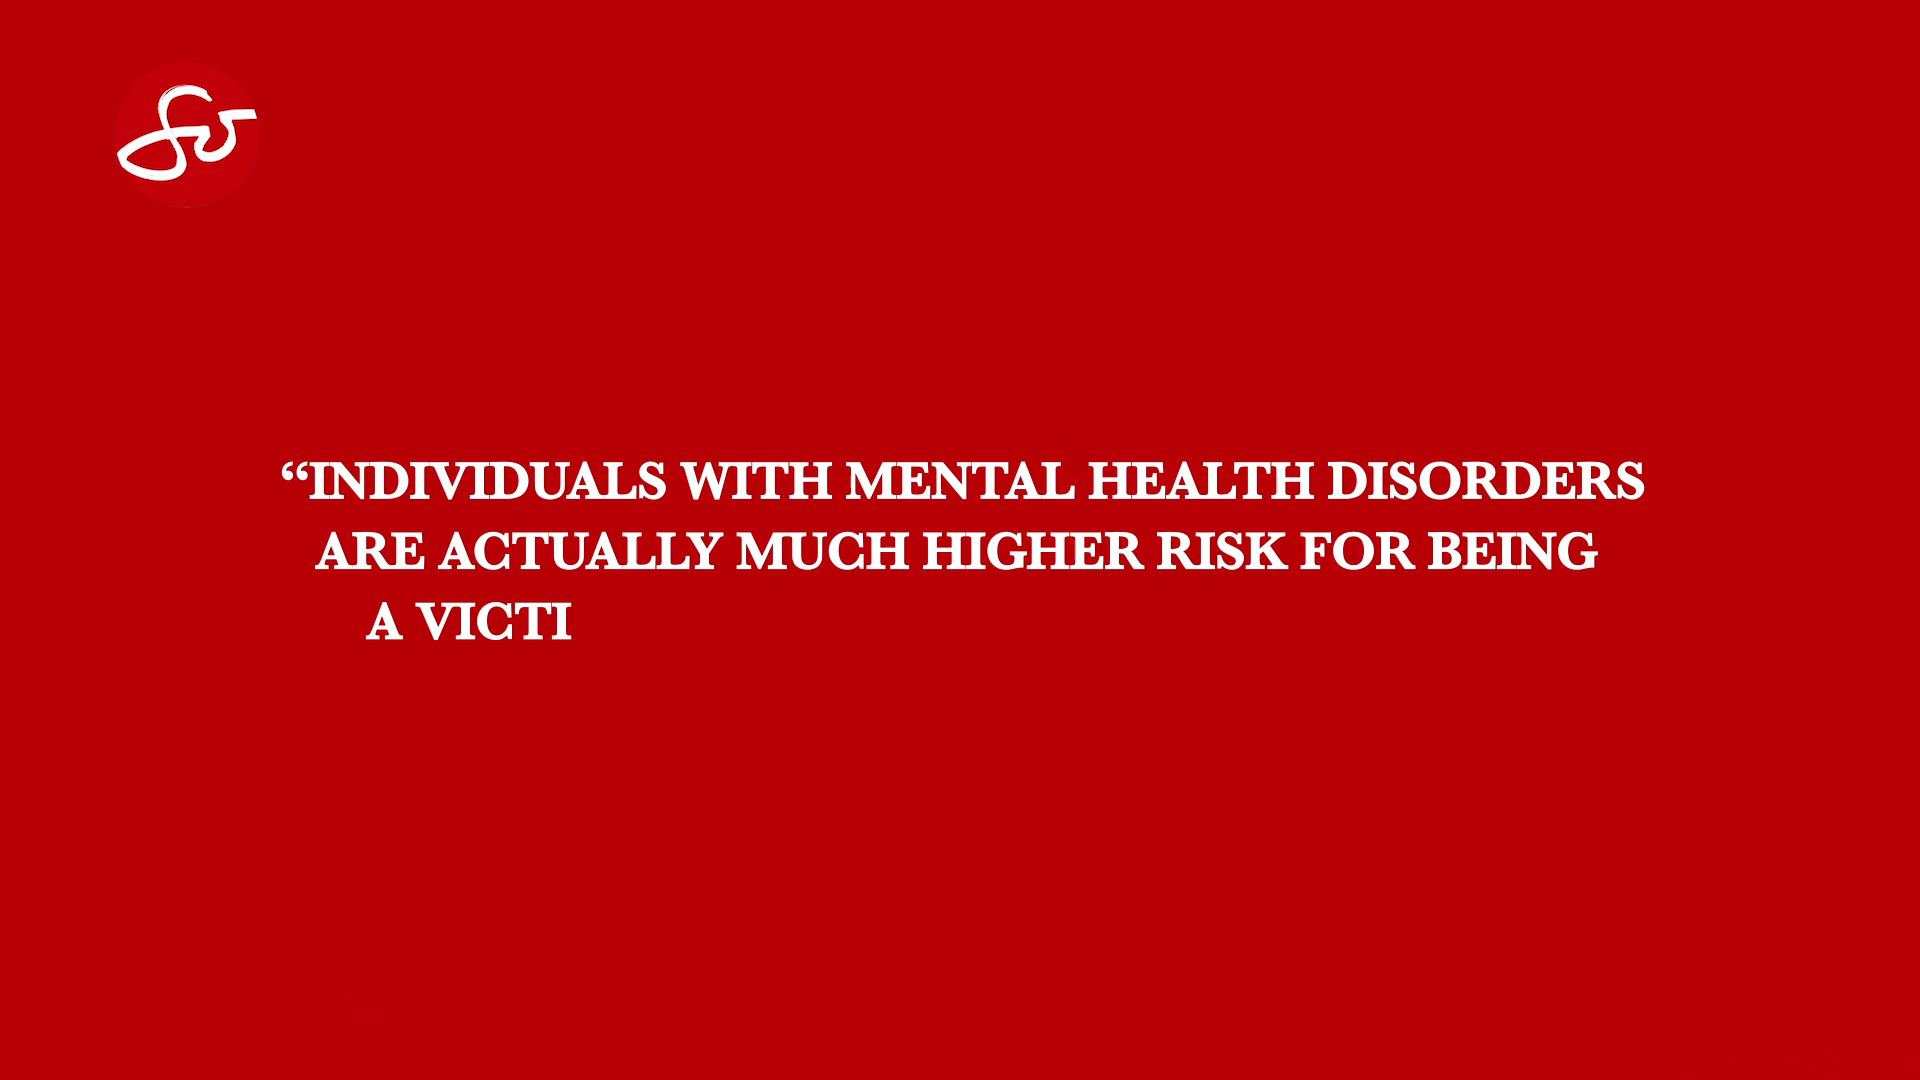 “INDIVIDUALS WITH MENTAL HEALTH DISORDERS
ARE ACTUALLY MUCH HIGHER RISK FOR BEING
A VICTI